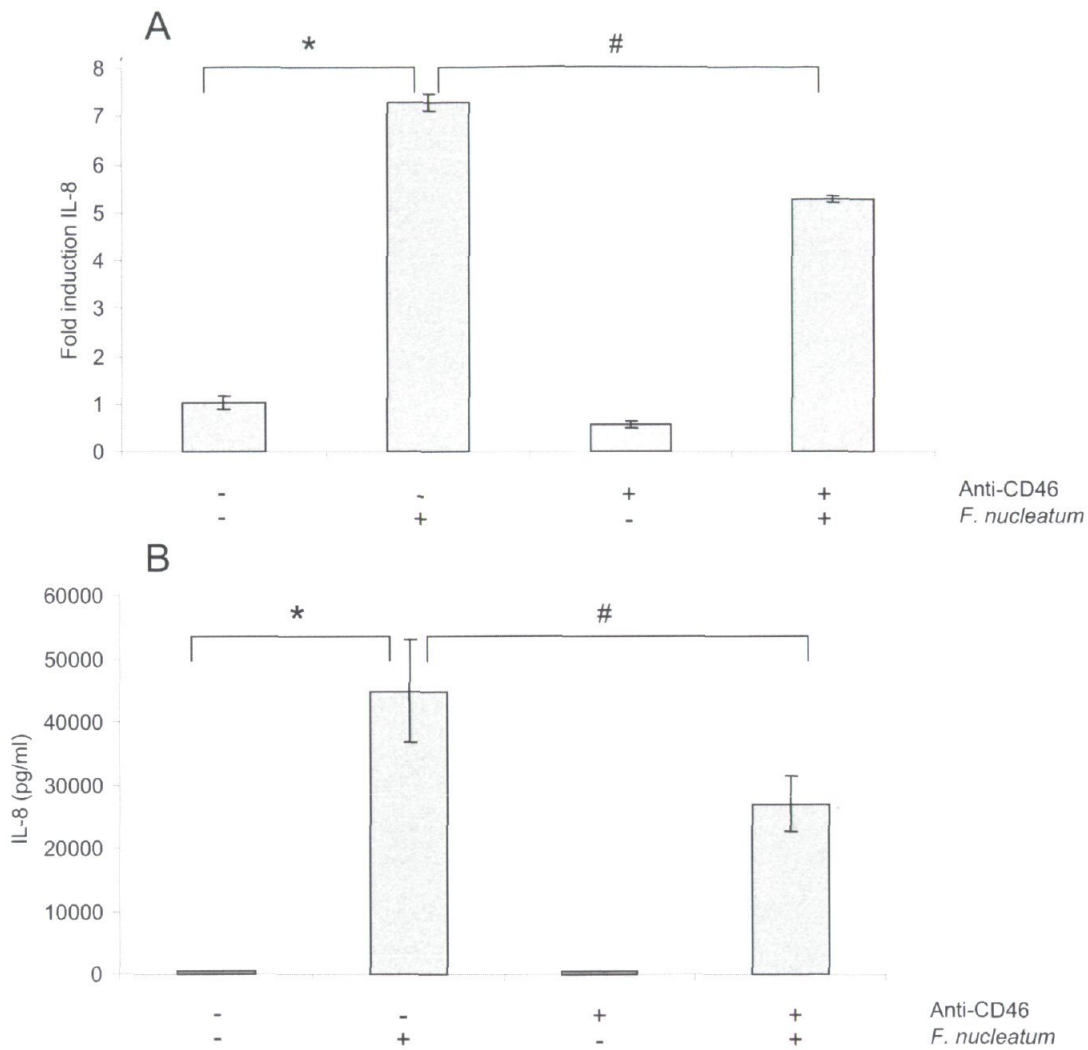 A
* #
8
7
6
5
4
3
2
1
0
Fold induction IL-8
- - + + Anti-CD46
- + - + F. nucleatum
B
* #
60000
50000
40000
30000
20000
10000
0
IL-8 (pg/ml)
- - + + Anti-CD46
- + - + F. nucleatum